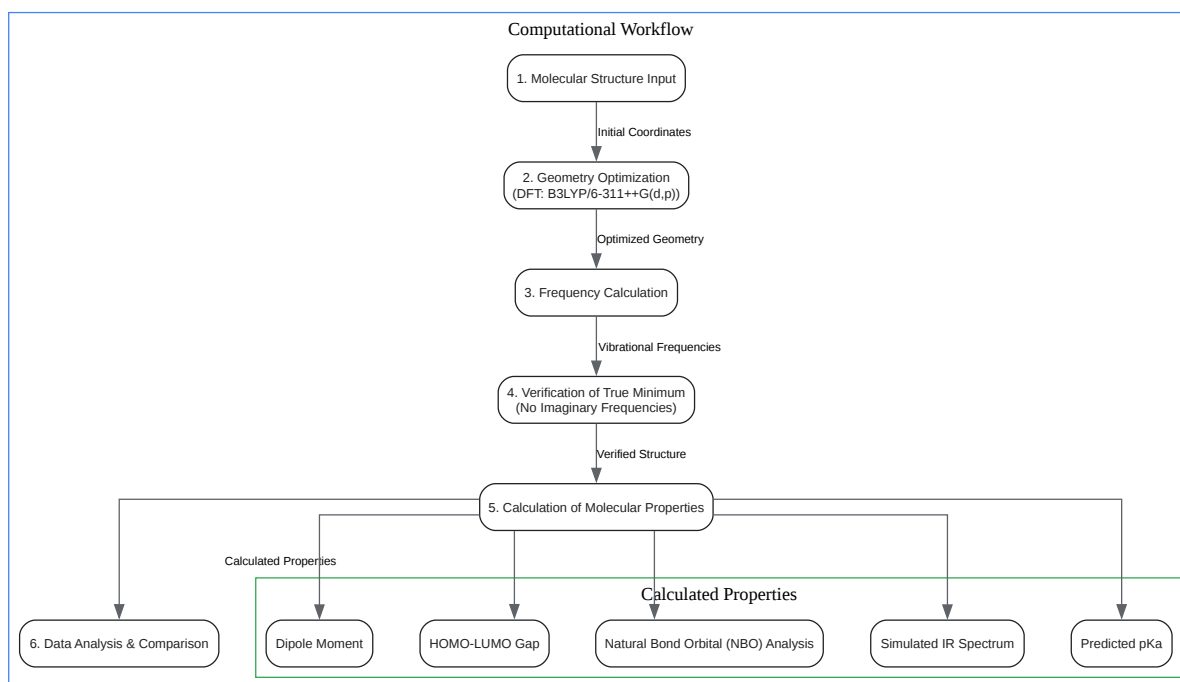 Computational Workflow
1. Molecular Structure Input
Initial Coordinates
2. Geometry Optimization
(DFT: B3LYP/6-311++G(d,p))
Optimized Geometry
3. Frequency Calculation
Vibrational Frequencies
4. Verification of True Minimum
(No Imaginary Frequencies)
Verified Structure
5. Calculation of Molecular Properties
Calculated Properties
Calculated Properties
6. Data Analysis & Comparison
Dipole Moment
HOMO-LUMO Gap
Natural Bond Orbital (NBO) Analysis
Simulated IR Spectrum
Predicted pKa